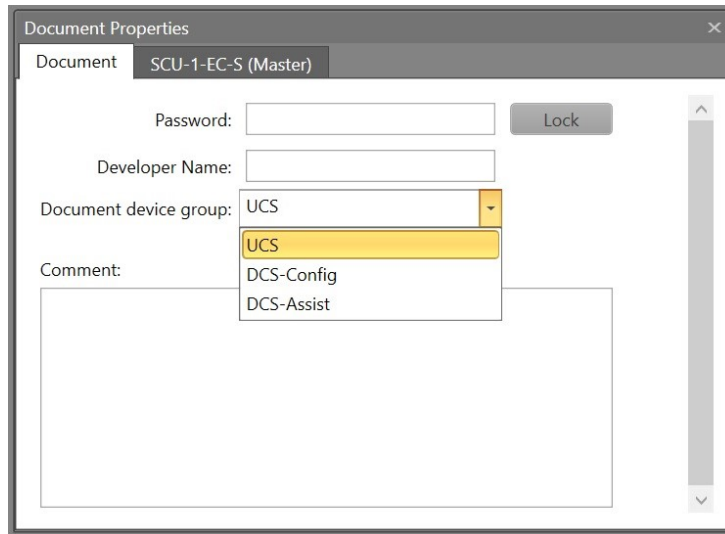 Document Properties
Document
SCU-1-EC-S (Master)
Password:
Lock
Developer Name:
Document device group:
UCS
UCS
DCS-Config
DCS-Assist
Comment: